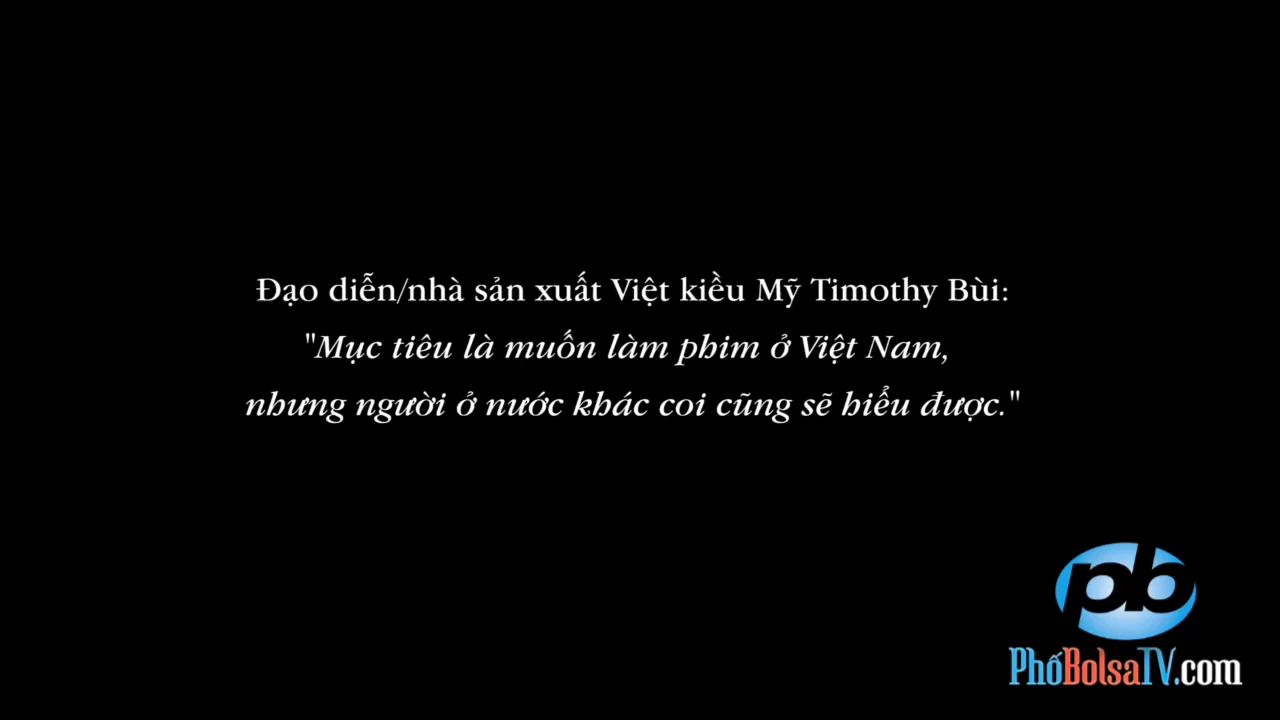 Đạo diễn/nhà sản xuất Việt kiều Mỹ Timothy Bùi:
"Mục tiêu là muốn làm phim ở Việt Nam,
nhưng người ở nước khác coi cũng sẽ hiểu được."
pb
PhốBolsaTV.com